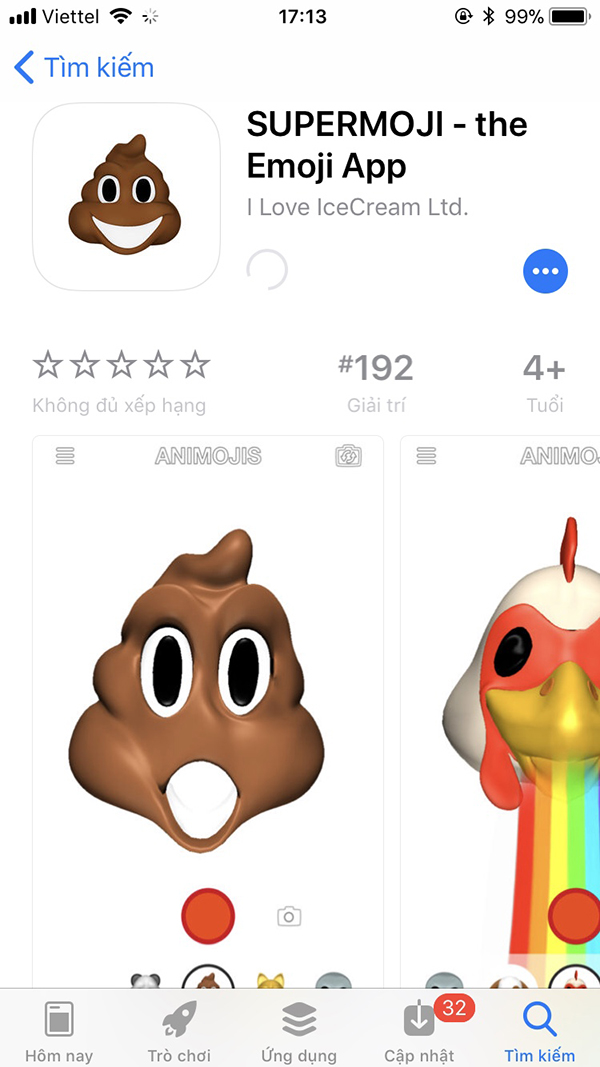 Viettel 17:13 99%
Tìm kiếm
SUPERMOJI - the
Emoji App
I Love IceCream Ltd.
#192 4+
Không đủ xếp hạng Giải trí Tuổi
ANIMOJIS ANIMO
32
Hôm nay Trò chơi Ứng dụng Cập nhật Tìm kiếm